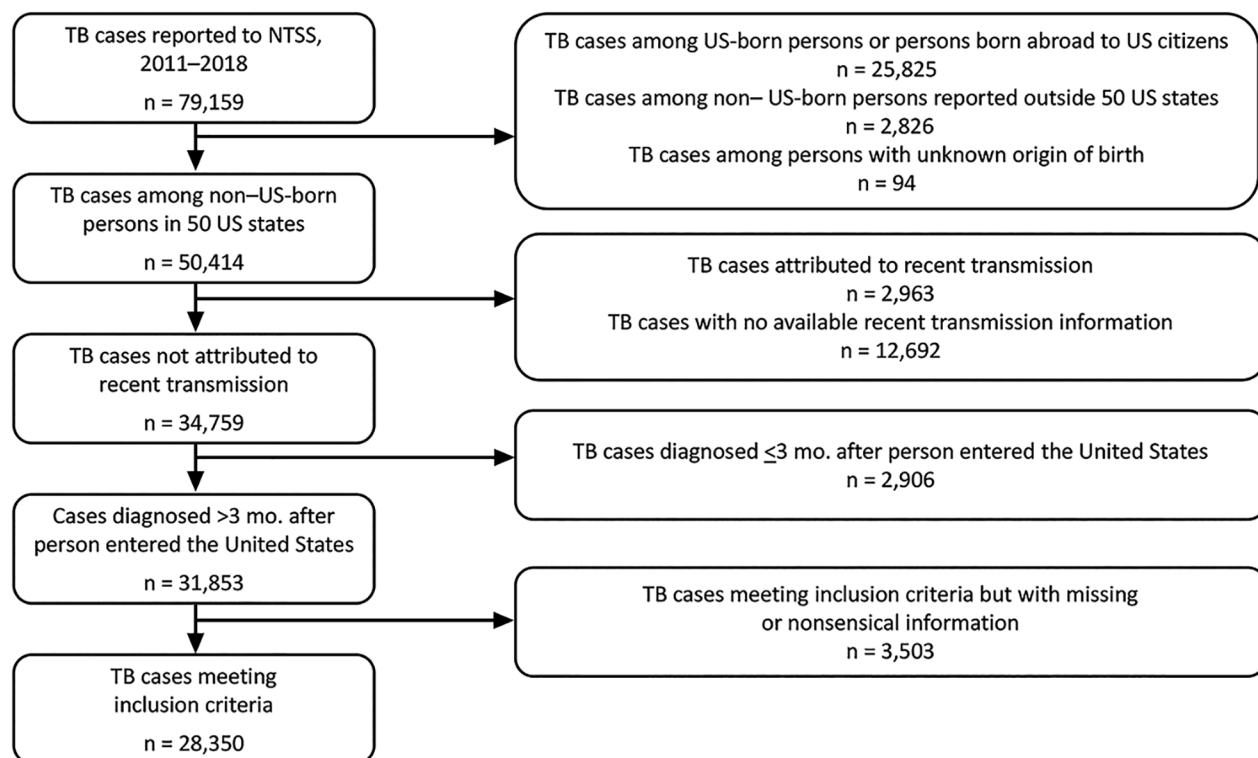 TB cases reported to NTSS,
2011–2018
n = 79,159
TB cases among US-born persons or persons born abroad to US citizens
n = 25,825
TB cases among non– US-born persons reported outside 50 US states
n = 2,826
TB cases among persons with unknown origin of birth
n = 94
TB cases among non–US-born
persons in 50 US states
n = 50,414
TB cases attributed to recent transmission
n = 2,963
TB cases with no available recent transmission information
n = 12,692
TB cases not attributed to
recent transmission
n = 34,759
TB cases diagnosed ≤3 mo. after person entered the United States
n = 2,906
Cases diagnosed >3 mo. after
person entered the United States
n = 31,853
TB cases meeting inclusion criteria but with missing
or nonsensical information
n = 3,503
TB cases meeting
inclusion criteria
n = 28,350